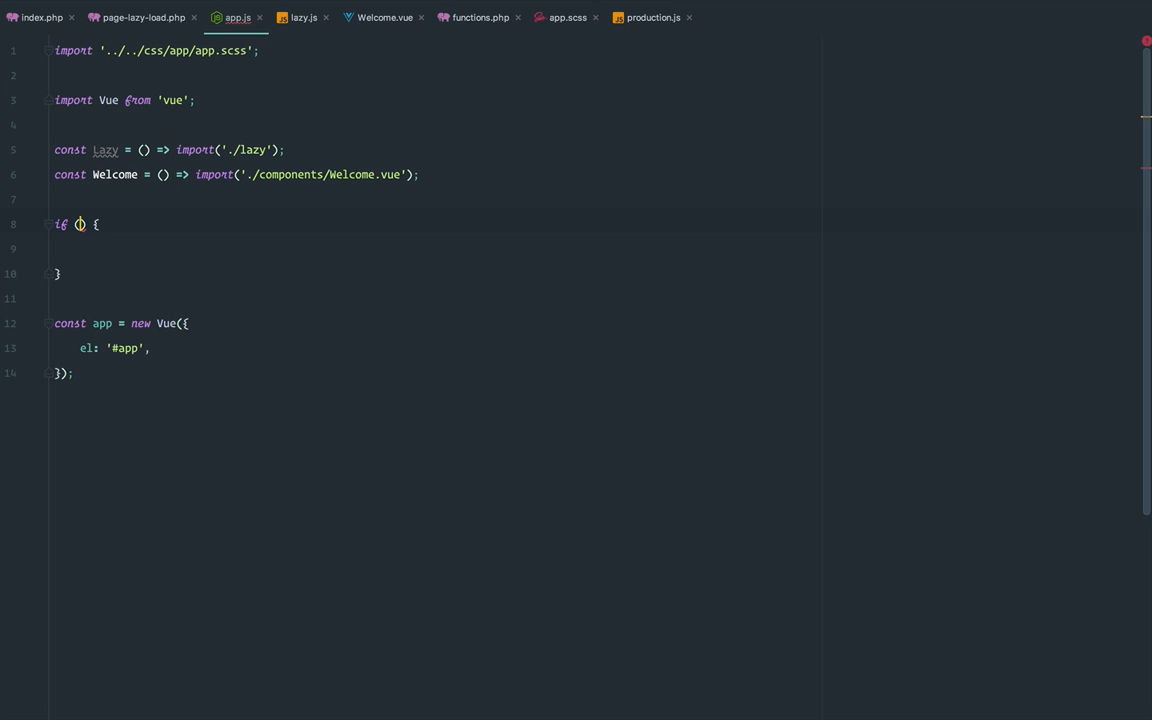 index.php page-lazy-load.php app.js lazy.js Welcome.vue functions.php app.scss production.js
1 import '../../css/app/app.scss';
2
3 import Vue from 'vue';
4
5 const Lazy = () => import('./lazy');
6 const Welcome = () => import('./components/Welcome.vue');
7
8 if () {
9
10 }
11
12 const app = new Vue({
13 el: '#app',
14 });